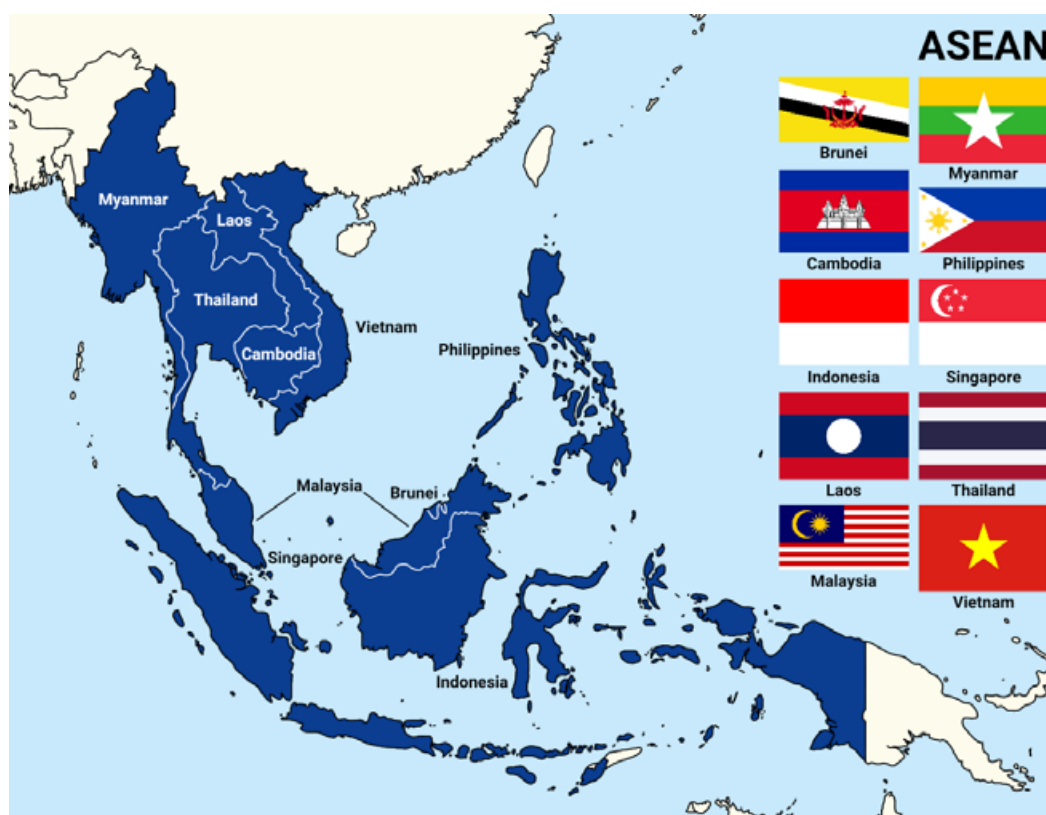 ASEAN
Brunei
Myanmar
Cambodia
Philippines
Indonesia
Singapore
Laos
Thailand
Malaysia
Vietnam
Myanmar
Laos
Thailand
Vietnam
Cambodia
Philippines
Malaysia
Brunei
Singapore
Indonesia